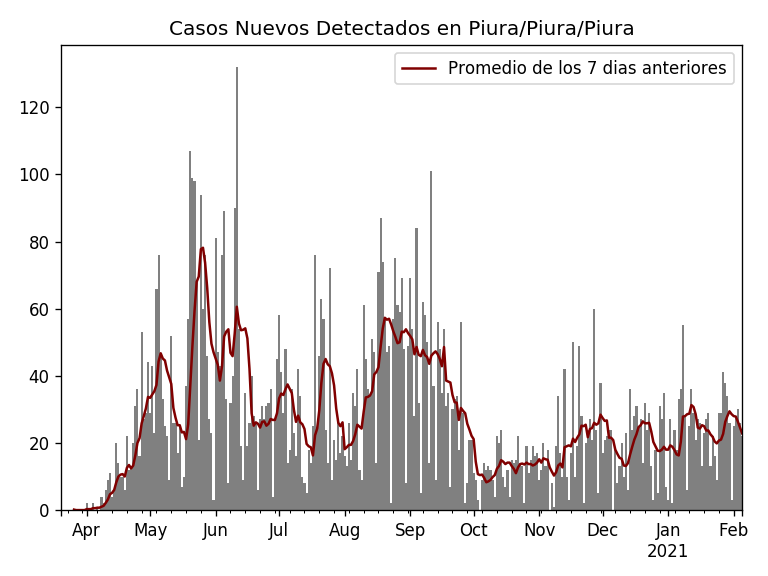 Casos Nuevos Detectados en Piura/Piura/Piura
Promedio de los 7 dias anteriores
120
100
80
60
40
20
0
Apr May Jun Jul Aug Sep Oct Nov Dec Jan Feb
2021